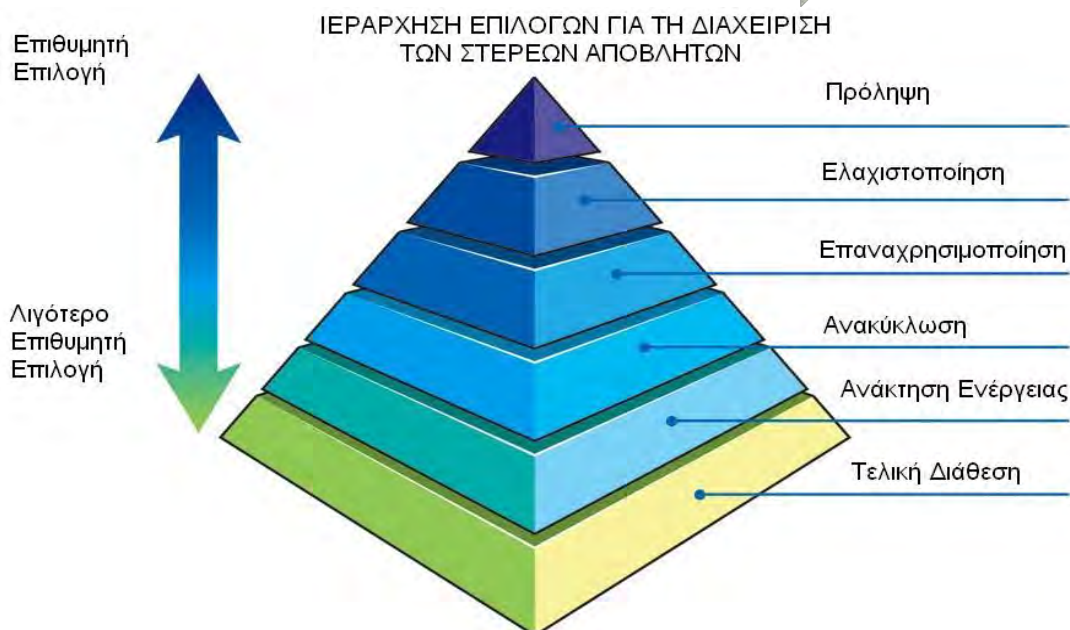 ΙΕΡΑΡΧΗΣΗ ΕΠΙΛΟΓΩΝ ΓΙΑ ΤΗ ΔΙΑΧΕΙΡΙΣΗ
ΤΩΝ ΣΤΕΡΕΩΝ ΑΠΟΒΛΗΤΩΝ
Επιθυμητή
Επιλογή
Πρόληψη
Ελαχιστοποίηση
Επαναχρησιμοποίηση
Λιγότερο
Επιθυμητή
Επιλογή
Ανακύκλωση
Ανάκτηση Ενέργειας
Τελική Διάθεση